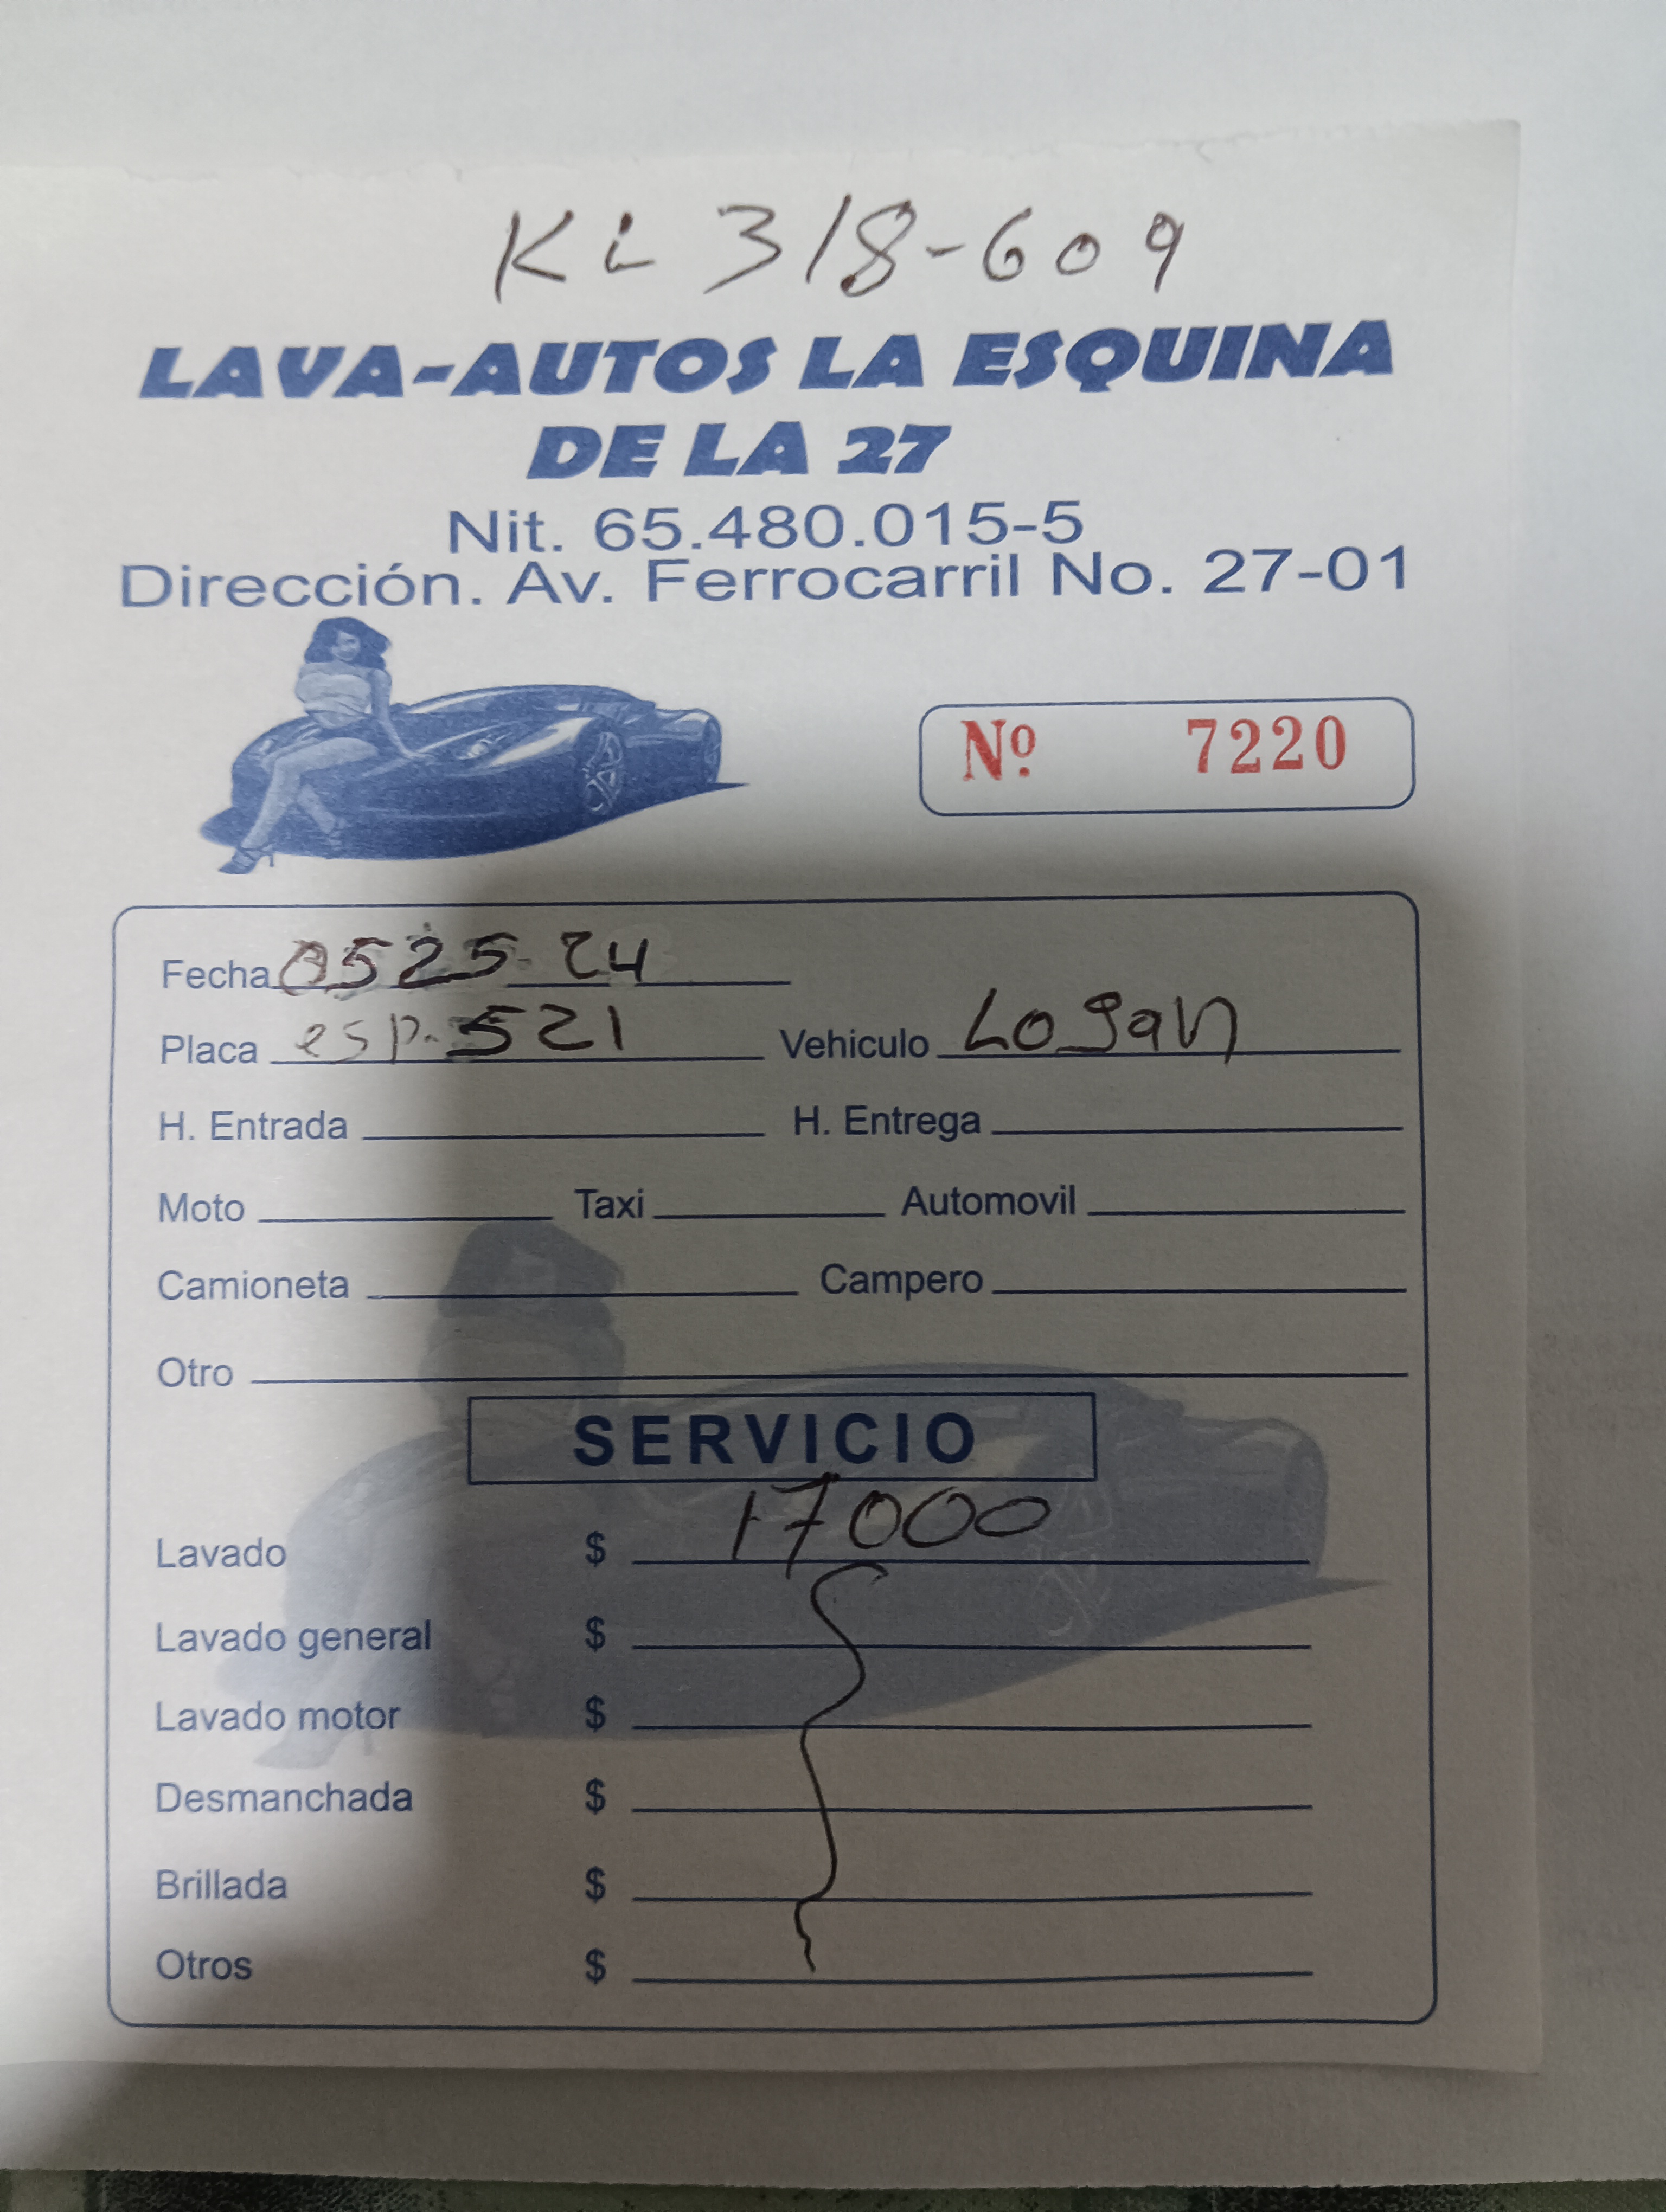 KL 318-609
LAVA-AUTOS LA ESQUINA
DE LA 27
Nit. 65.480.015-5
Dirección. Av. Ferrocarril No. 27-01
Nº 7220
Fecha 0525-24
Placa esp-521 Vehiculo Logan
H. Entrada H. Entrega
Moto Taxi Automovil
Camioneta Campero
Otro
SERVICIO
Lavado $ 17000
Lavado general $
Lavado motor $
Desmanchada $
Brillada $
Otros $